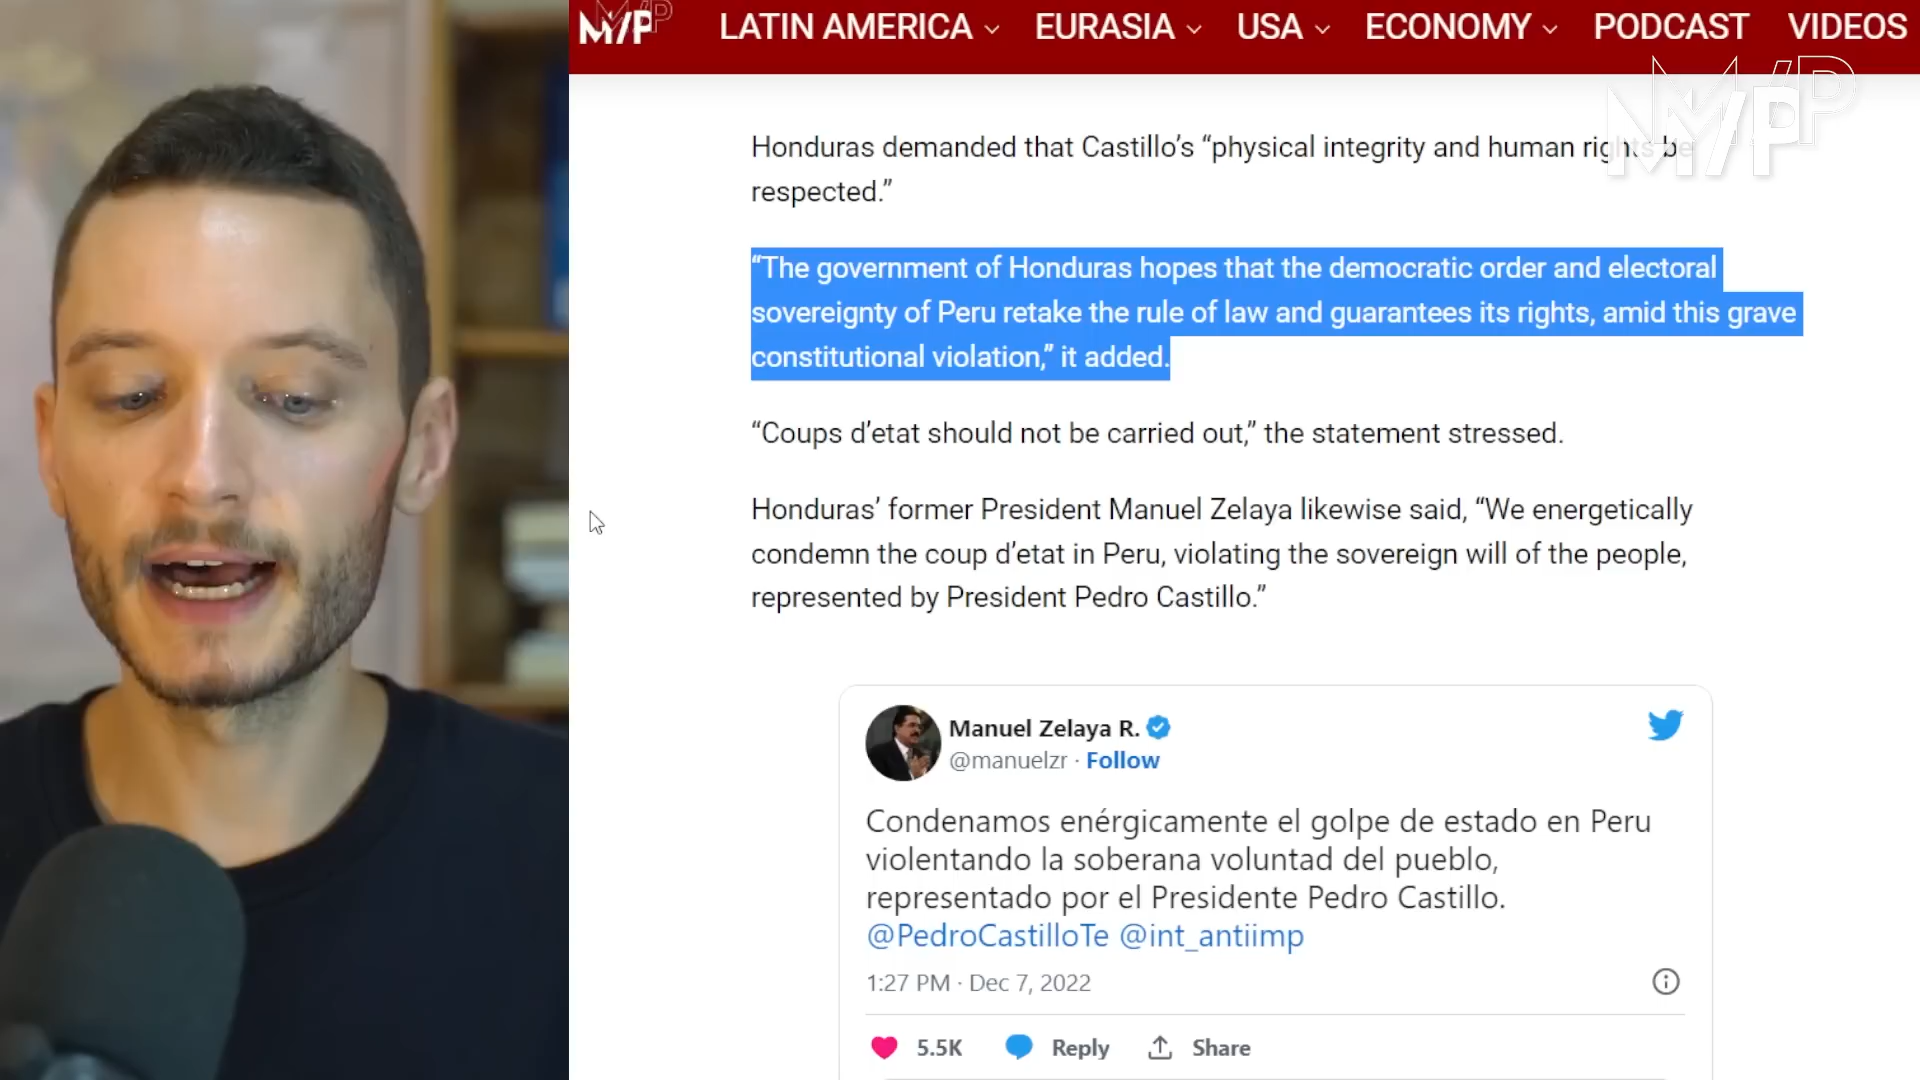 M/P LATIN AMERICA EURASIA USA ECONOMY PODCAST VIDEOS
M/P
Honduras demanded that Castillo’s “physical integrity and human rights be
respected.”
“The government of Honduras hopes that the democratic order and electoral
sovereignty of Peru retake the rule of law and guarantees its rights, amid this grave
constitutional violation,” it added.
“Coups d’etat should not be carried out,” the statement stressed.
Honduras’ former President Manuel Zelaya likewise said, “We energetically
condemn the coup d’etat in Peru, violating the sovereign will of the people,
represented by President Pedro Castillo.”
Manuel Zelaya R.
@manuelzr · Follow
Condenamos enérgicamente el golpe de estado en Peru
violentando la soberana voluntad del pueblo,
representado por el Presidente Pedro Castillo.
@PedroCastilloTe @int_antiimp
1:27 PM · Dec 7, 2022
5.5K Reply Share